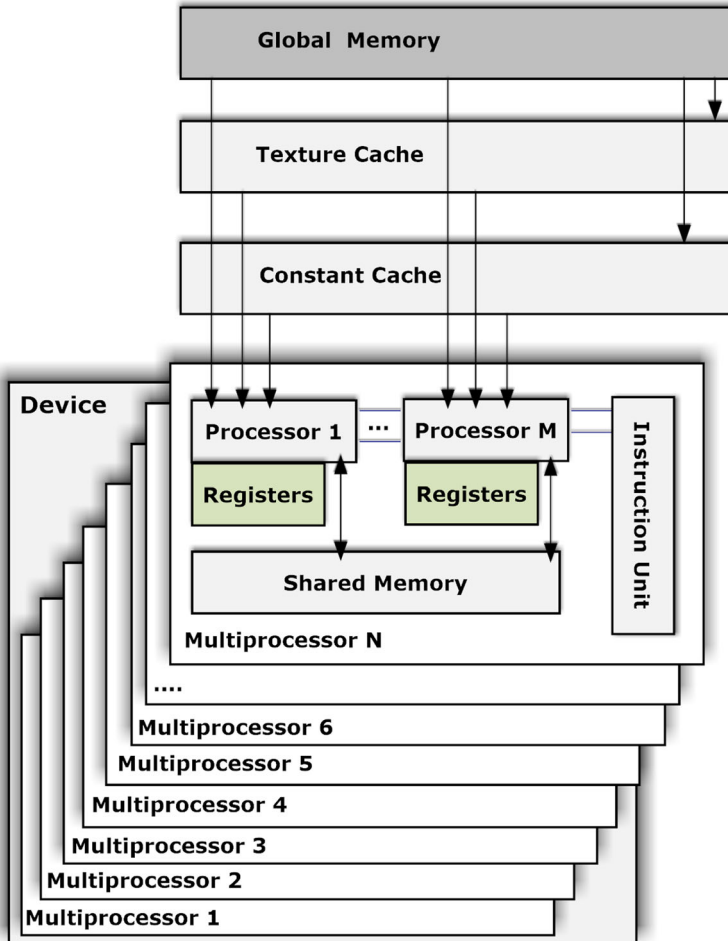 Global Memory
Texture Cache
Constant Cache
Device
Processor 1
...
Processor M
Registers
Registers
Instruction Unit
Shared Memory
Multiprocessor N
....
Multiprocessor 6
Multiprocessor 5
Multiprocessor 4
Multiprocessor 3
Multiprocessor 2
Multiprocessor 1